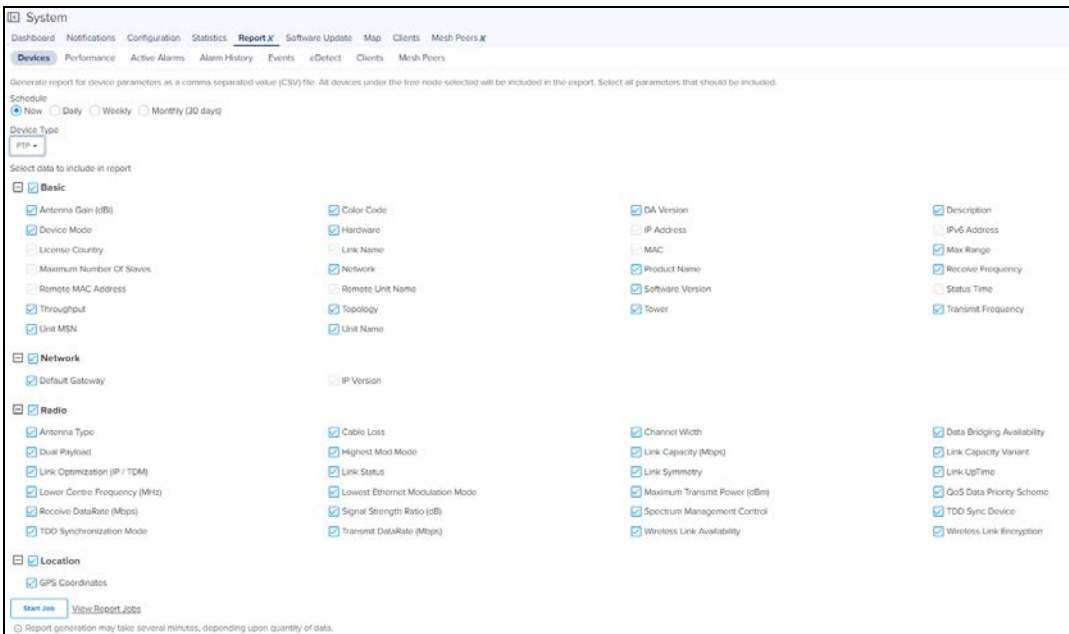 System
Dashboard Notifications Configuration Statistics Report X Software Update Map Clients Mesh Peers X
Devices Performance Active Alarms Alarm History Events eDetect Clients Mesh Peers
Generate report for device parameters as a comma separated value (CSV) file. All devices under the tree node selected will be included in the export. Select all parameters that should be included.
Schedule
Now Daily Weekly Monthly (30 days)
Device Type
PTP
Select data to include in report
Basic
Antenna Gain (dBi) Color Code DA Version Description
Device Mode Hardware IP Address IPv6 Address
License Country Link Name MAC Max Range
Maximum Number Of Slaves Network Product Name Receive Frequency
Remote MAC Address Remote Unit Name Software Version Status Time
Throughput Topology Tower Transmit Frequency
Unit MSN Unit Name
Network
Default Gateway IP Version
Radio
Antenna Type Cable Loss Channel Width Data Bridging Availability
Dual Payload Highest Mod Mode Link Capacity (Mbps) Link Capacity Variant
Link Optimization (IP / TDM) Link Status Link Symmetry Link UpTime
Lower Centre Frequency (MHz) Lowest Ethernet Modulation Mode Maximum Transmit Power (dBm) QoS Data Priority Scheme
Receive DataRate (Mbps) Signal Strength Ratio (dB) Spectrum Management Control TDD Sync Device
TDD Synchronization Mode Transmit DataRate (Mbps) Wireless Link Availability Wireless Link Encryption
Location
GPS Coordinates
Start Job View Report Jobs
Report generation may take several minutes, depending upon quantity of data.